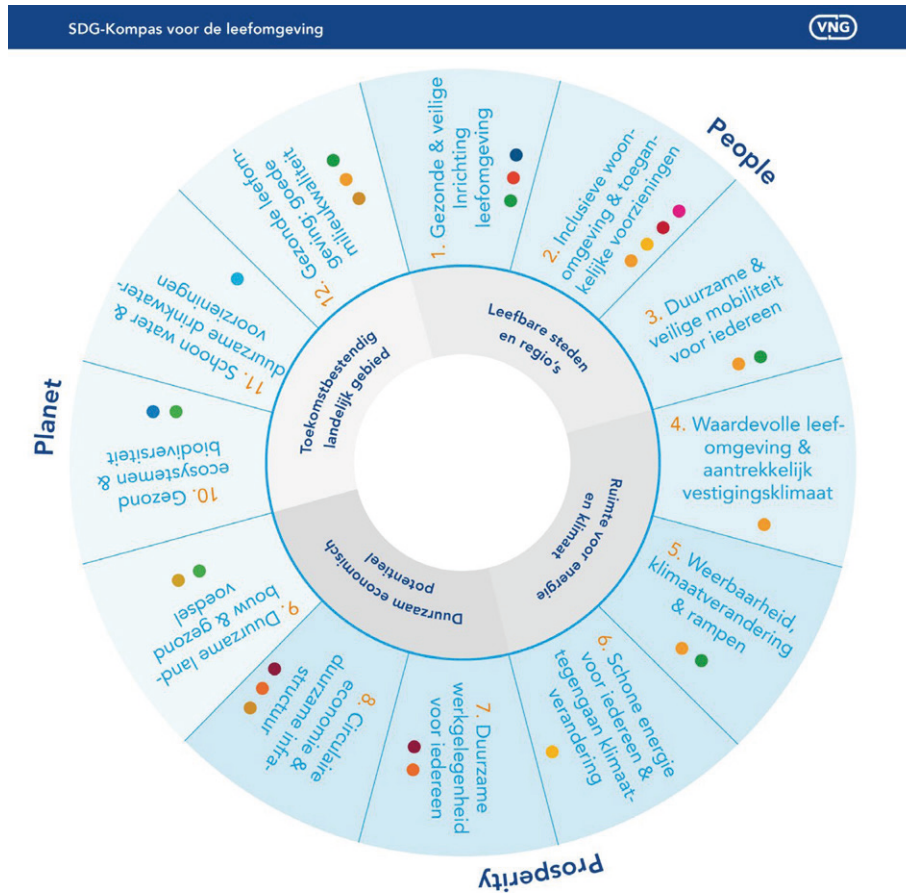 SDG-Kompas voor de leefomgeving
VNG
People
1. Gezonde & veilige
Inrichting
leefomgeving
2. Inclusieve woon-
omgeving & toegan-
kelijke voorzieningen
3. Duurzame &
veilige mobiliteit
voor iedereen
4. Waardevolle leef-
omgeving &
aantrekkelijk
vestigingsklimaat
5. Weerbaarheid,
klimaatverandering
& rampen
6. Schone energie
voor iedereen &
tegengaan klimaat-
verandering
Prosperity
7. Duurzame
werkgelegenheid
voor iedereen
8. Circulaire
economie &
duurzame infra-
structuur
9. Duurzame land-
bouw & gezond
voedsel
Planet
10. Gezond
ecosystemen &
biodiversiteit
11. Schoon water &
duurzame drinkwater-
voorzieningen
12. Gezonde leefom-
geving: goede
milieukwaliteit
Leefbare steden
en regio's
Ruimte voor energie
en klimaat
Duurzaam economisch
potentieel
Toekomstbestendig
landelijk gebied